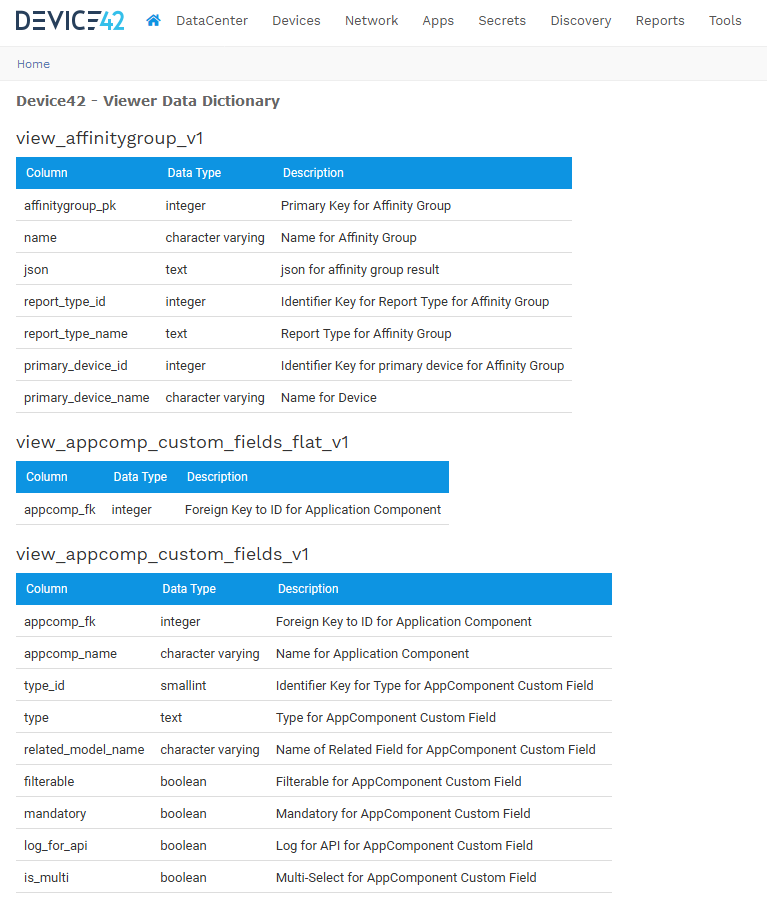 DEVICE42 DataCenter Devices Network Apps Secrets Discovery Reports Tools
Home
Device42 - Viewer Data Dictionary
view_affinitygroup_v1
Column Data Type Description
affinitygroup_pk integer Primary Key for Affinity Group
name character varying Name for Affinity Group
json text json for affinity group result
report_type_id integer Identifier Key for Report Type for Affinity Group
report_type_name text Report Type for Affinity Group
primary_device_id integer Identifier Key for primary device for Affinity Group
primary_device_name character varying Name for Device
view_appcomp_custom_fields_flat_v1
Column Data Type Description
appcomp_fk integer Foreign Key to ID for Application Component
view_appcomp_custom_fields_v1
Column Data Type Description
appcomp_fk integer Foreign Key to ID for Application Component
appcomp_name character varying Name for Application Component
type_id smallint Identifier Key for Type for AppComponent Custom Field
type text Type for AppComponent Custom Field
related_model_name character varying Name of Related Field for AppComponent Custom Field
filterable boolean Filterable for AppComponent Custom Field
mandatory boolean Mandatory for AppComponent Custom Field
log_for_api boolean Log for API for AppComponent Custom Field
is_multi boolean Multi-Select for AppComponent Custom Field